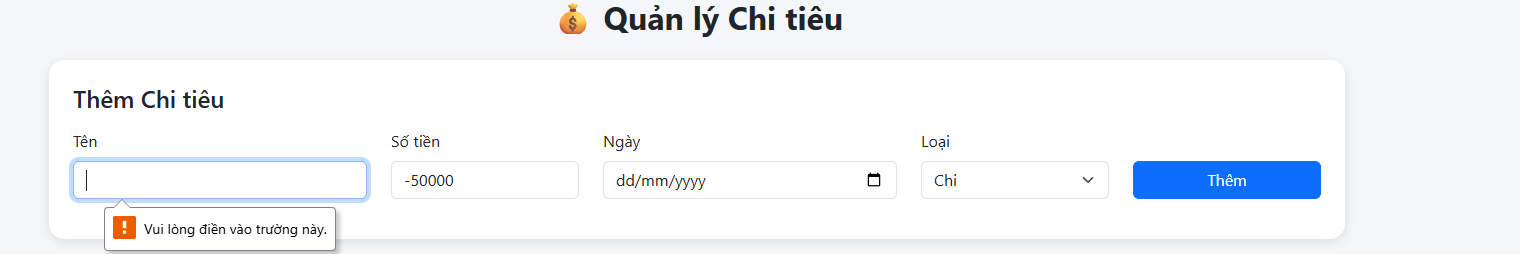 Quản lý Chi tiêu
Thêm Chi tiêu
Tên Số tiền Ngày Loại
-50000 dd/mm/yyyy Chi Thêm
Vui lòng điền vào trường này.